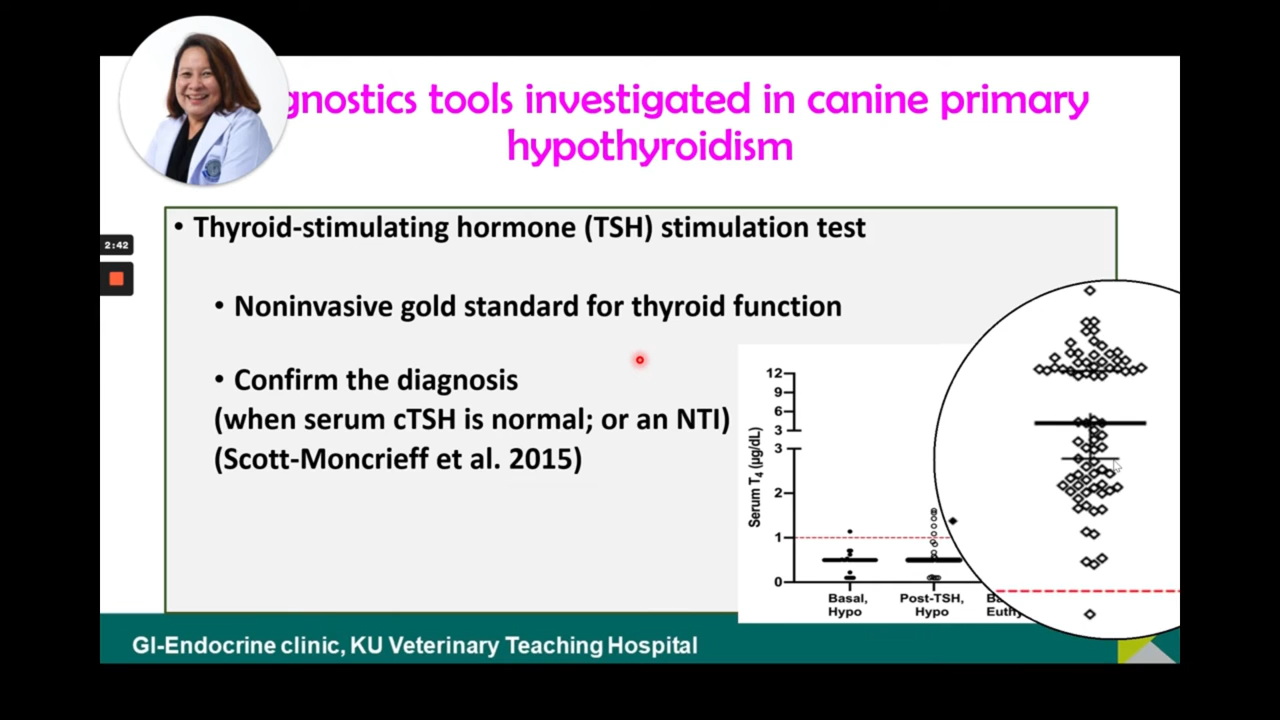 gnostics tools investigated in canine primary
hypothyroidism
• Thyroid-stimulating hormone (TSH) stimulation test
2:42
• Noninvasive gold standard for thyroid function
• Confirm the diagnosis
(when serum cTSH is normal; or an NTI)
(Scott-Moncrieff et al. 2015)
Serum T4 (µg/dL)
12
9
6
3
3
2
1
0
Basal,
Hypo
Post-TSH,
Hypo
Ba
Euthy
GI-Endocrine clinic, KU Veterinary Teaching Hospital